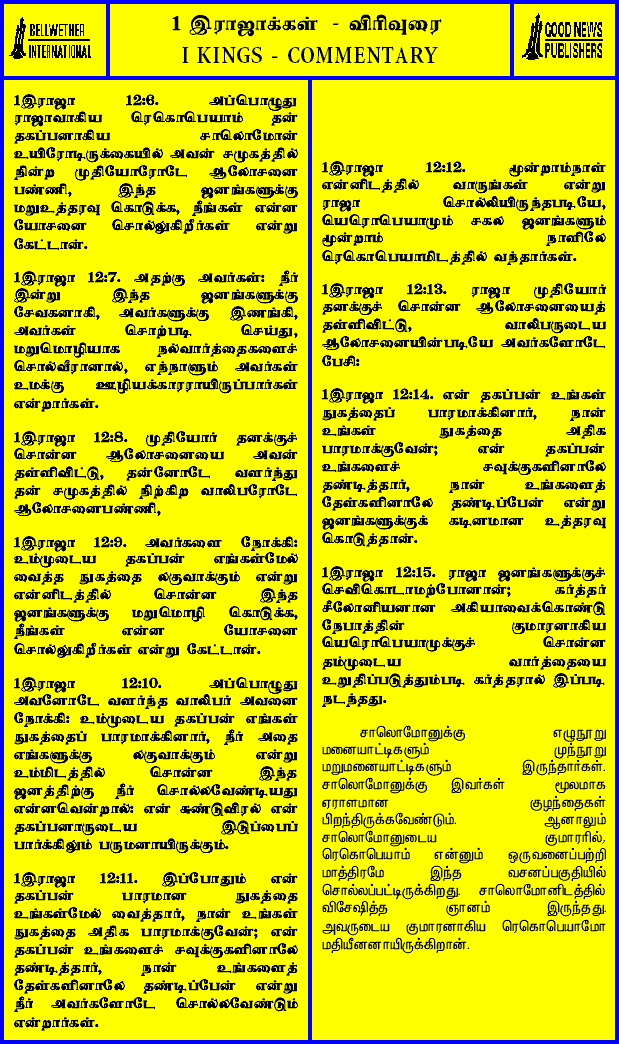 BELLWETHER
INTERNATIONAL
1 இராஜாக்கள் - விரிவுரை
I KINGS - COMMENTARY
GOOD NEWS
PUBLISHERS
1இராஜா 12:6. அப்பொழுது
ராஜாவாகிய ரெகொபெயாம் தன்
தகப்பனாகிய சாலொமோன்
உயிரோடிருக்கையில் அவன் சமுகத்தில்
நின்ற முதியோரோடே ஆலோசனை
பண்ணி, இந்த ஜனங்களுக்கு
மறுஉத்தரவு கொடுக்க, நீங்கள் என்ன
யோசனை சொல்லுகிறீர்கள் என்று
கேட்டான்.
1இராஜா 12:7. அதற்கு அவர்கள்: நீர்
இன்று இந்த ஜனங்களுக்கு
சேவகனாகி, அவர்களுக்கு இணங்கி,
அவர்கள் சொற்படி செய்து,
மறுமொழியாக நல்வார்த்தைகளைச்
சொல்வீரானால், எந்நாளும் அவர்கள்
உமக்கு ஊழியக்காரராயிருப்பார்கள்
என்றார்கள்.
1இராஜா 12:8. முதியோர் தனக்குச்
சொன்ன ஆலோசனையை அவன்
தள்ளிவிட்டு, தன்னோடே வளர்ந்து
தன் சமுகத்தில் நிற்கிற வாலிபரோடே
ஆலோசனைபண்ணி,
1இராஜா 12:9. அவர்களை நோக்கி:
உம்முடைய தகப்பன் எங்கள்மேல்
வைத்த நுகத்தை லகுவாக்கும் என்று
என்னிடத்தில் சொன்ன இந்த
ஜனங்களுக்கு மறுமொழி கொடுக்க,
நீங்கள் என்ன யோசனை
சொல்லுகிறீர்கள் என்று கேட்டான்.
1இராஜா 12:10. அப்பொழுது
அவனோடே வளர்ந்த வாலிபர் அவனை
நோக்கி: உம்முடைய தகப்பன் எங்கள்
நுகத்தைப் பாரமாக்கினார், நீர் அதை
எங்களுக்கு லகுவாக்கும் என்று
உம்மிடத்தில் சொன்ன இந்த
ஜனத்திற்கு நீர் சொல்லவேண்டியது
என்னவென்றால்: என் சுண்டுவிரல் என்
தகப்பனாருடைய இடுப்பைப்
பார்க்கிலும் பருமனாயிருக்கும்.
1இராஜா 12:11. இப்போதும் என்
தகப்பன் பாரமான நுகத்தை
உங்கள்மேல் வைத்தார், நான் உங்கள்
நுகத்தை அதிக பாரமாக்குவேன்; என்
தகப்பன் உங்களைச் சவுக்குகளினாலே
தண்டித்தார், நான் உங்களைத்
தேள்களினாலே தண்டிப்பேன் என்று
நீர் அவர்களோடே சொல்லவேண்டும்
என்றார்கள்.
1இராஜா 12:12. மூன்றாம்நாள்
என்னிடத்தில் வாருங்கள் என்று
ராஜா சொல்லியிருந்தபடியே,
யெரொபெயாமும் சகல ஜனங்களும்
மூன்றாம் நாளிலே
ரெகொபெயாமிடத்தில் வந்தார்கள்.
1இராஜா 12:13. ராஜா முதியோர்
தனக்குச் சொன்ன ஆலோசனையைத்
தள்ளிவிட்டு, வாலிபருடைய
ஆலோசனையின்படியே அவர்களோடே
பேசி:
1இராஜா 12:14. என் தகப்பன் உங்கள்
நுகத்தைப் பாரமாக்கினார், நான்
உங்கள் நுகத்தை அதிக
பாரமாக்குவேன்; என் தகப்பன்
உங்களைச் சவுக்குகளினாலே
தண்டித்தார், நான் உங்களைத்
தேள்களினாலே தண்டிப்பேன் என்று
ஜனங்களுக்குக் கடினமான உத்தரவு
கொடுத்தான்.
1இராஜா 12:15. ராஜா ஜனங்களுக்குச்
செவிகொடாமற்போனான்; கர்த்தர்
சீலோனியனான அகியாவைக்கொண்டு
நேபாத்தின் குமாரனாகிய
யெரொபெயாமுக்குச் சொன்ன
தம்முடைய வார்த்தையை
உறுதிப்படுத்தும்படி கர்த்தரால் இப்படி
நடந்தது.
சாலொமோனுக்கு எழுநூறு
மனையாட்டிகளும் முந்நூறு
மறுமனையாட்டிகளும் இருந்தார்கள்.
சாலொமோனுக்கு இவர்கள் மூலமாக
ஏராளமான குழந்தைகள்
பிறந்திருக்கவேண்டும். ஆனாலும்
சாலொமோனுடைய குமாரரில்,
ரெகொபெயாம் என்னும் ஒருவனைப்பற்றி
மாத்திரமே இந்த வசனப்பகுதியில்
சொல்லப்பட்டிருக்கிறது. சாலொமோனிடத்தில்
விசேஷித்த ஞானம் இருந்தது.
அவருடைய குமாரனாகிய ரெகொபெயாமோ
மதியீனனாயிருக்கிறான்.